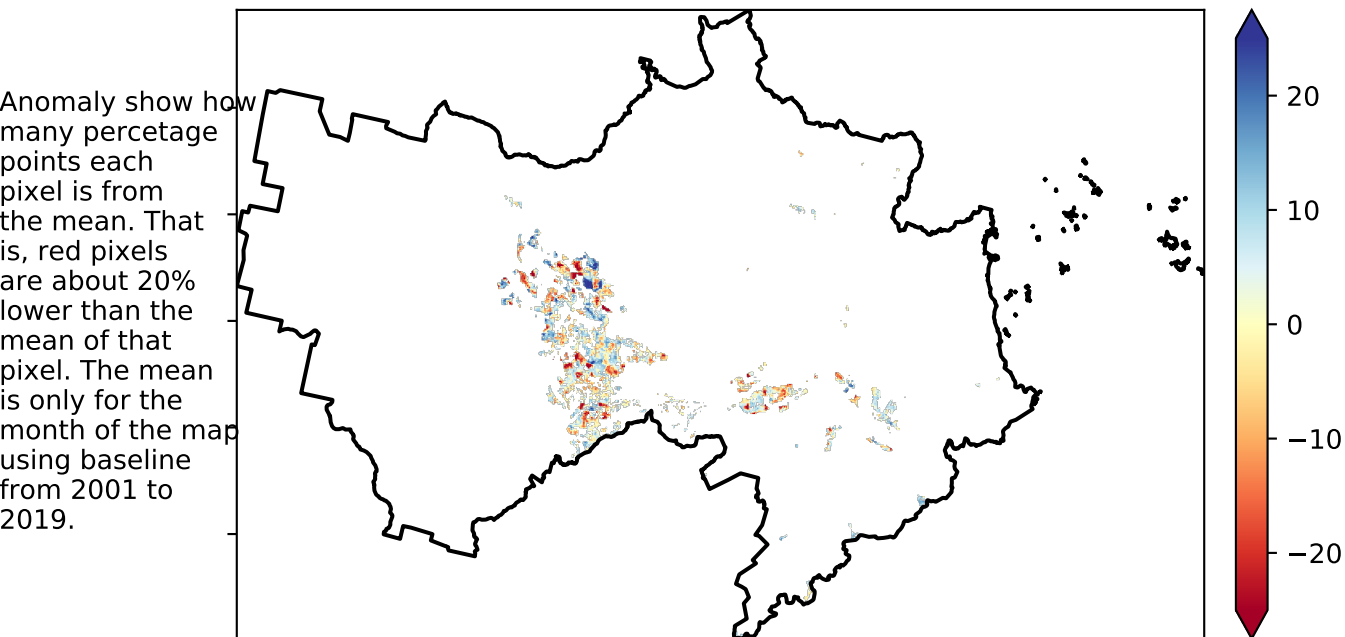 Anomaly show how
many percetage
points each
pixel is from
the mean. That
is, red pixels
are about 20%
lower than the
mean of that
pixel. The mean
is only for the
month of the map
using baseline
from 2001 to
2019.
20
10
0
−10
−20